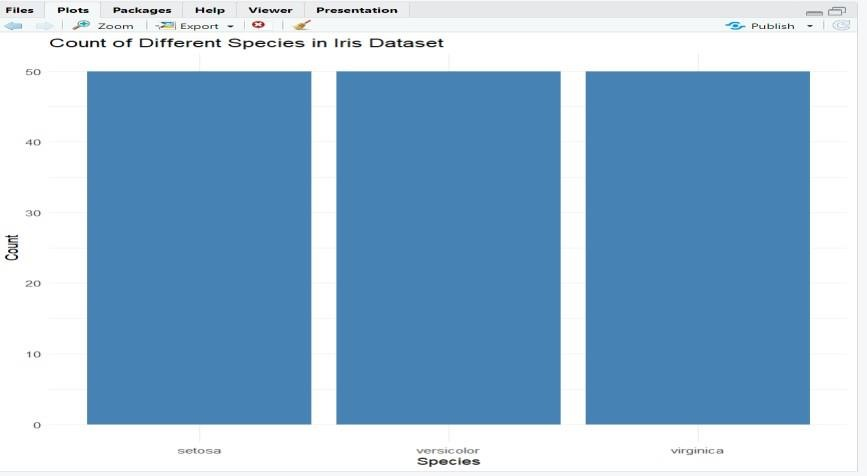 Files Plots Packages Help Viewer Presentation
Zoom Export Publish
Count of Different Species in Iris Dataset
50
40
30
20
10
0
Count
setosa versicolor virginica
Species